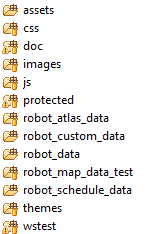 assets
css
doc
images
js
protected
robot_atlas_data
robot_custom_data
robot_data
robot_map_data_test
robot_schedule_data
themes
wstest